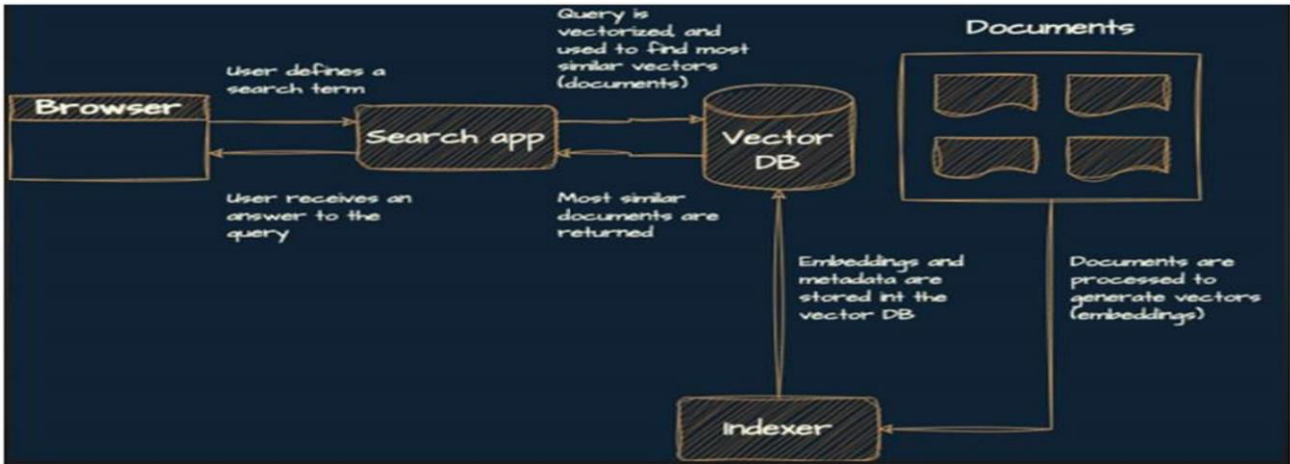 Browser
User defines a
search term
User receives an
answer to the
query
Search app
Query is
vectorized, and
used to find most
similar vectors
(documents)
Most similar
documents are
returned
Vector
DB
Documents
Embeddings and
metadata are
stored int the
vector DB
Documents are
processed to
generate vectors
(embeddings)
Indexer